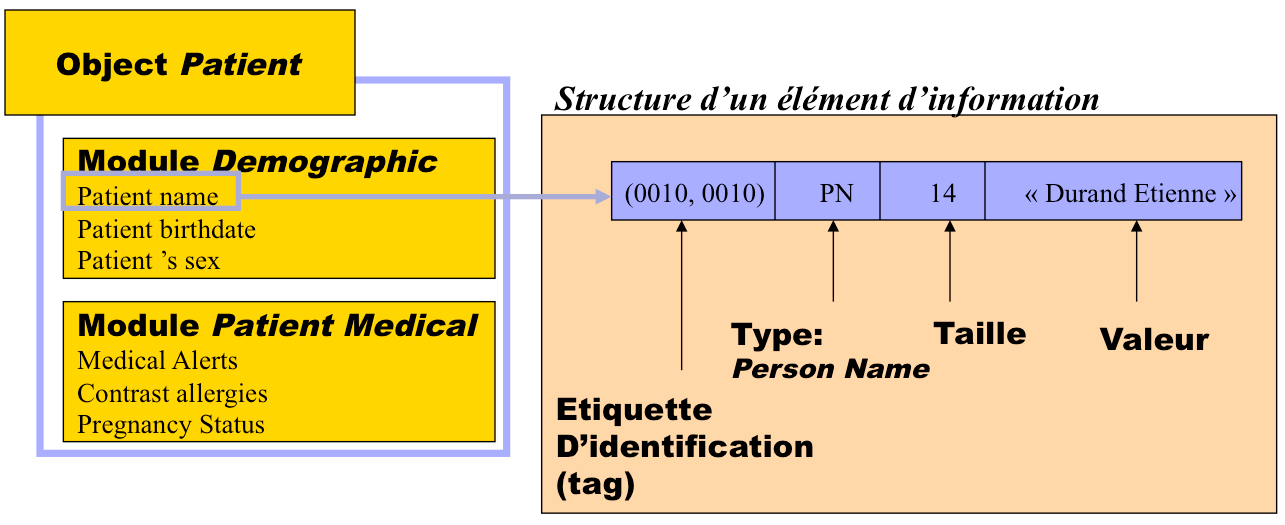 Object Patient
Module Demographic
Patient name
Patient birthdate
Patient ’s sex
Module Patient Medical
Medical Alerts
Contrast allergies
Pregnancy Status
Structure d’un élément d’information
(0010, 0010) PN 14 « Durand Etienne »
Type:
Person Name
Taille
Valeur
Etiquette
D’identification
(tag)